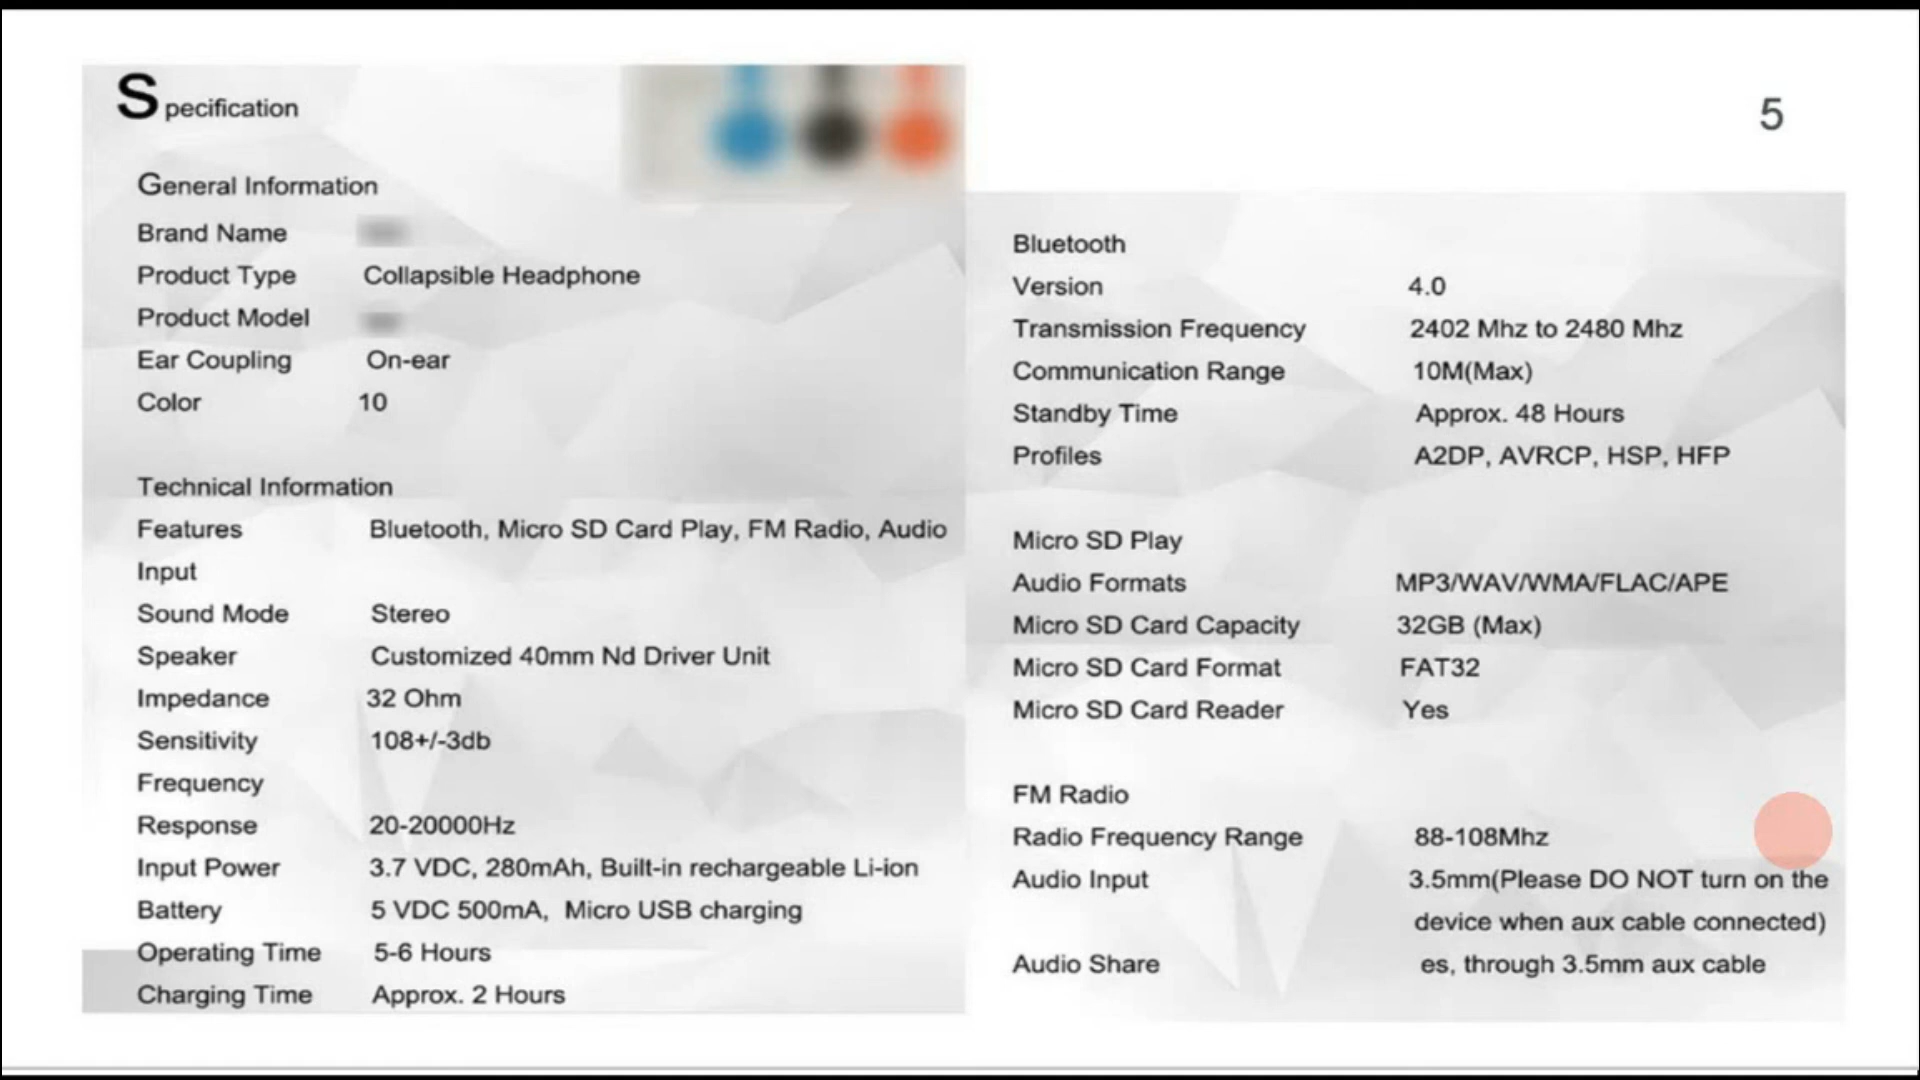 Specification
General Information
Brand Name
Product Type Collapsible Headphone
Product Model
Ear Coupling On-ear
Color 10
Technical Information
Features Bluetooth, Micro SD Card Play, FM Radio, Audio
Input
Sound Mode Stereo
Speaker Customized 40mm Nd Driver Unit
Impedance 32 Ohm
Sensitivity 108+/-3db
Frequency
Response 20-20000Hz
Input Power 3.7 VDC, 280mAh, Built-in rechargeable Li-ion
Battery 5 VDC 500mA, Micro USB charging
Operating Time 5-6 Hours
Charging Time Approx. 2 Hours
5
Bluetooth
Version 4.0
Transmission Frequency 2402 Mhz to 2480 Mhz
Communication Range 10M(Max)
Standby Time Approx. 48 Hours
Profiles A2DP, AVRCP, HSP, HFP
Micro SD Play
Audio Formats MP3/WAV/WMA/FLAC/APE
Micro SD Card Capacity 32GB (Max)
Micro SD Card Format FAT32
Micro SD Card Reader Yes
FM Radio
Radio Frequency Range 88-108Mhz
Audio Input 3.5mm(Please DO NOT turn on the
device when aux cable connected)
Audio Share es, through 3.5mm aux cable